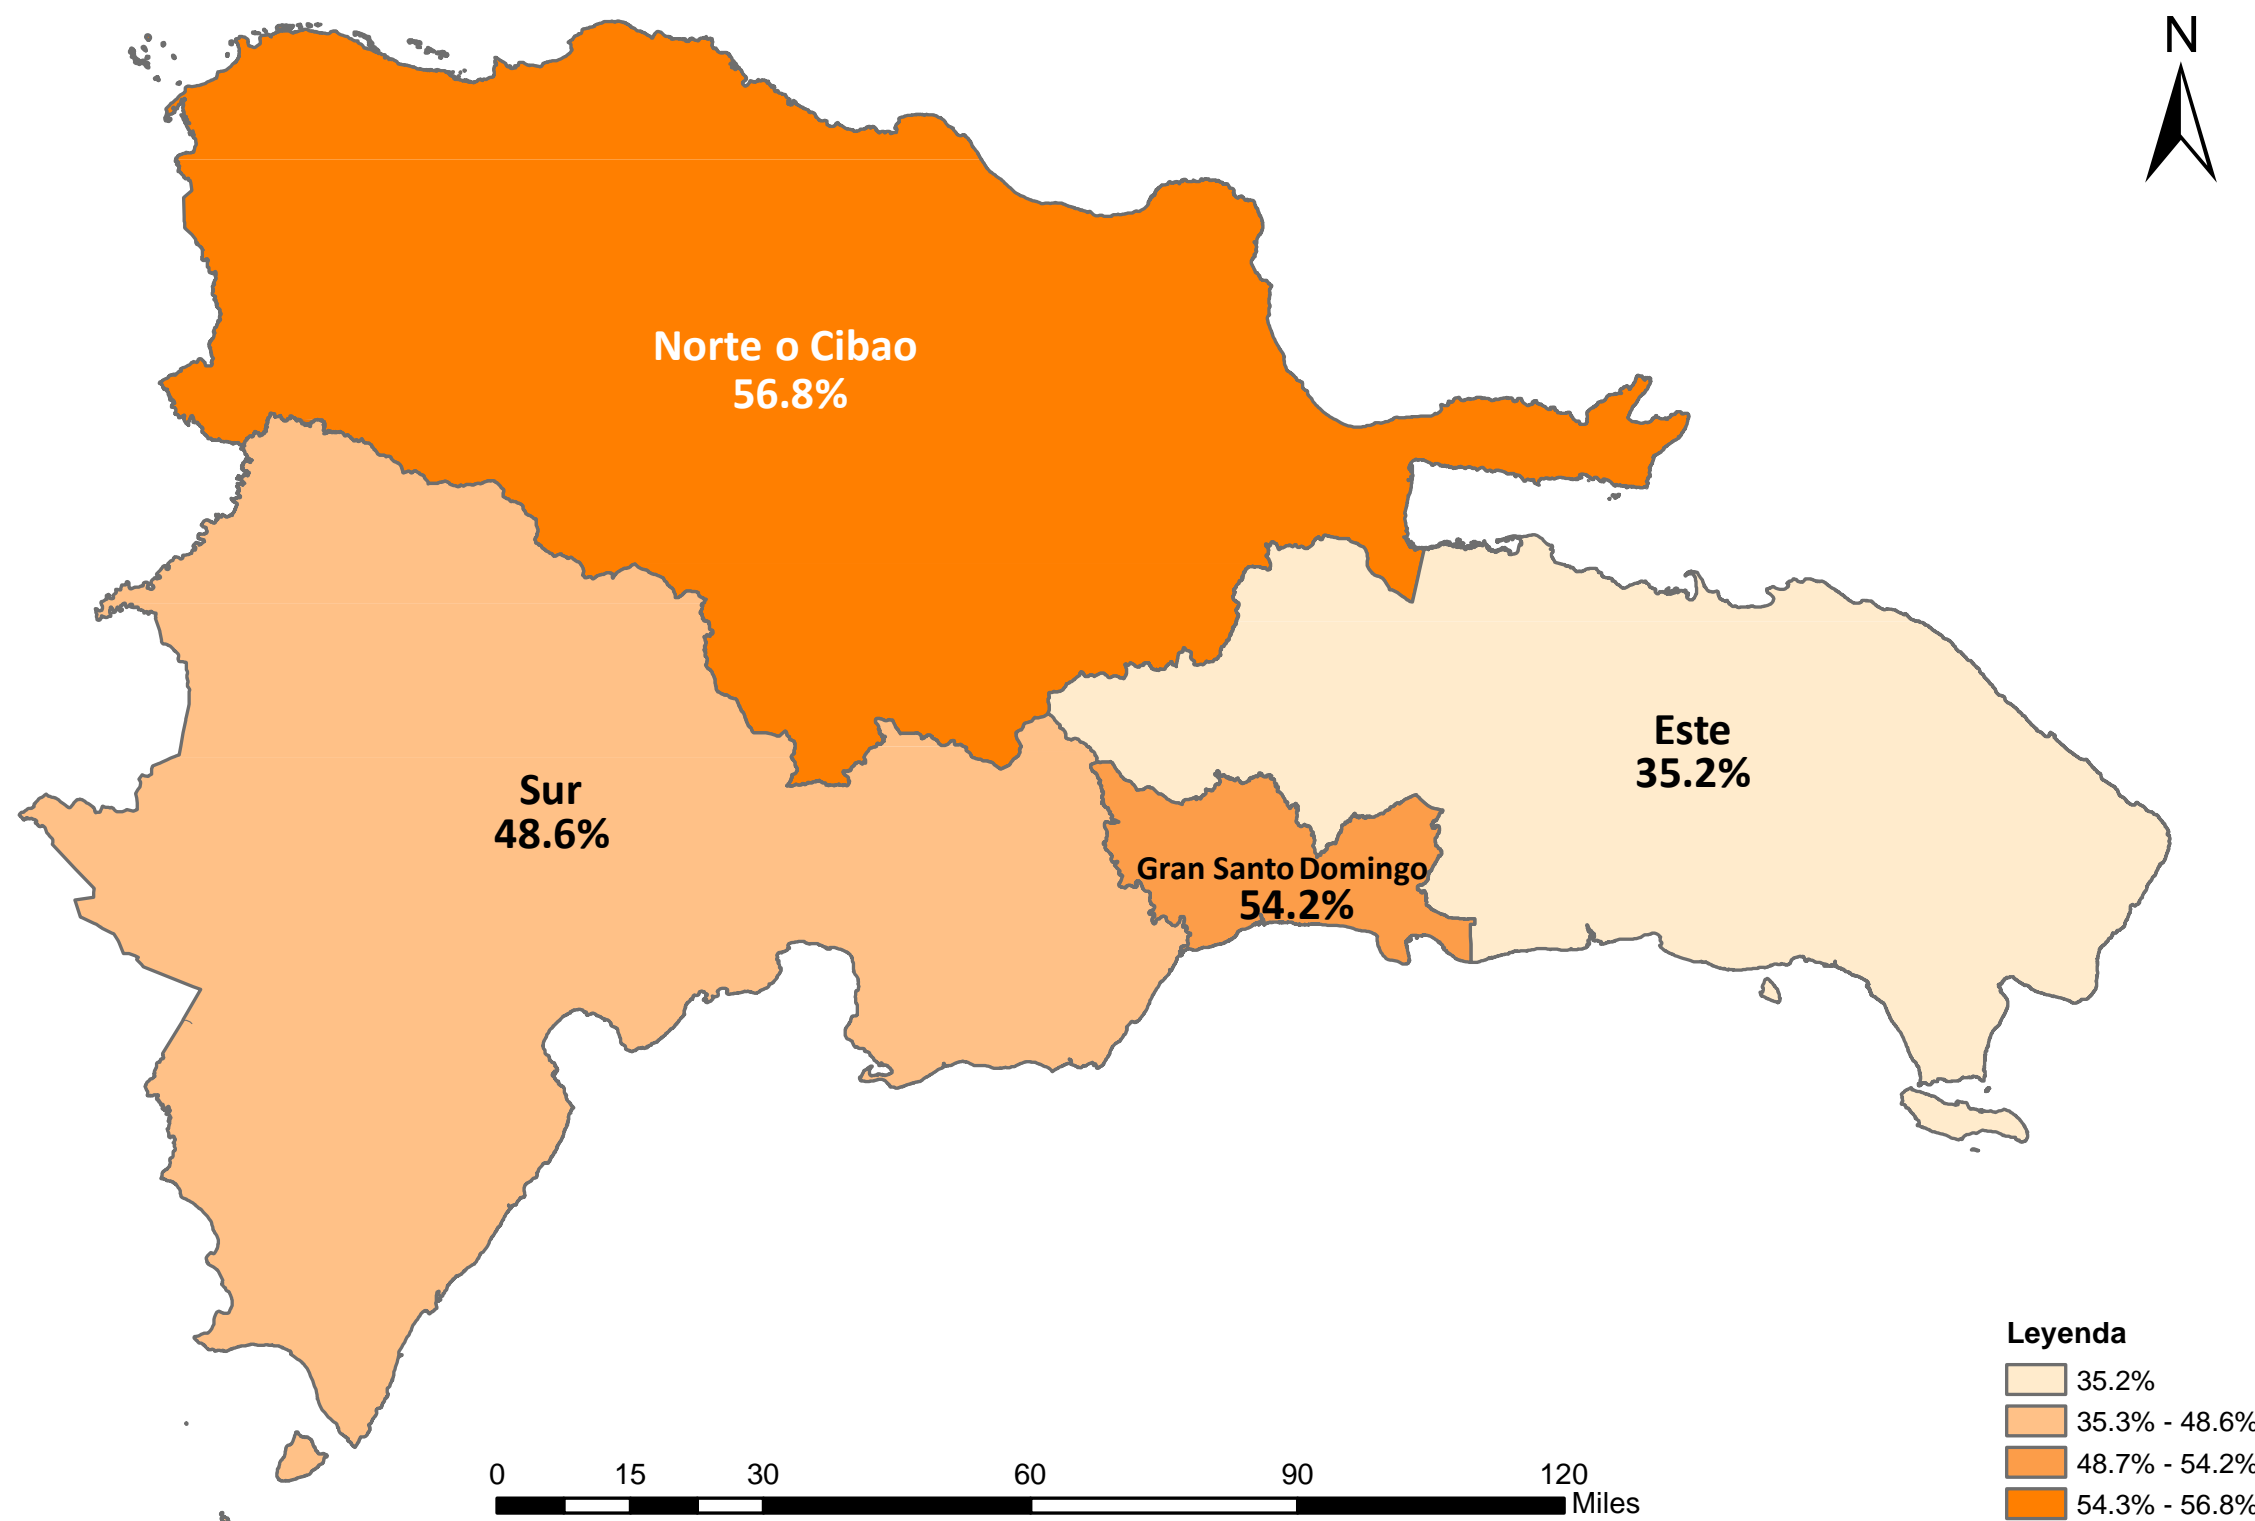 N
Norte o Cibao
56.8%
Este
35.2%
Sur
48.6%
Gran Santo Domingo
54.2%
Leyenda
35.2%
35.3% - 48.6%
48.7% - 54.2%
54.3% - 56.8%
0 15 30 60 90 120
Miles